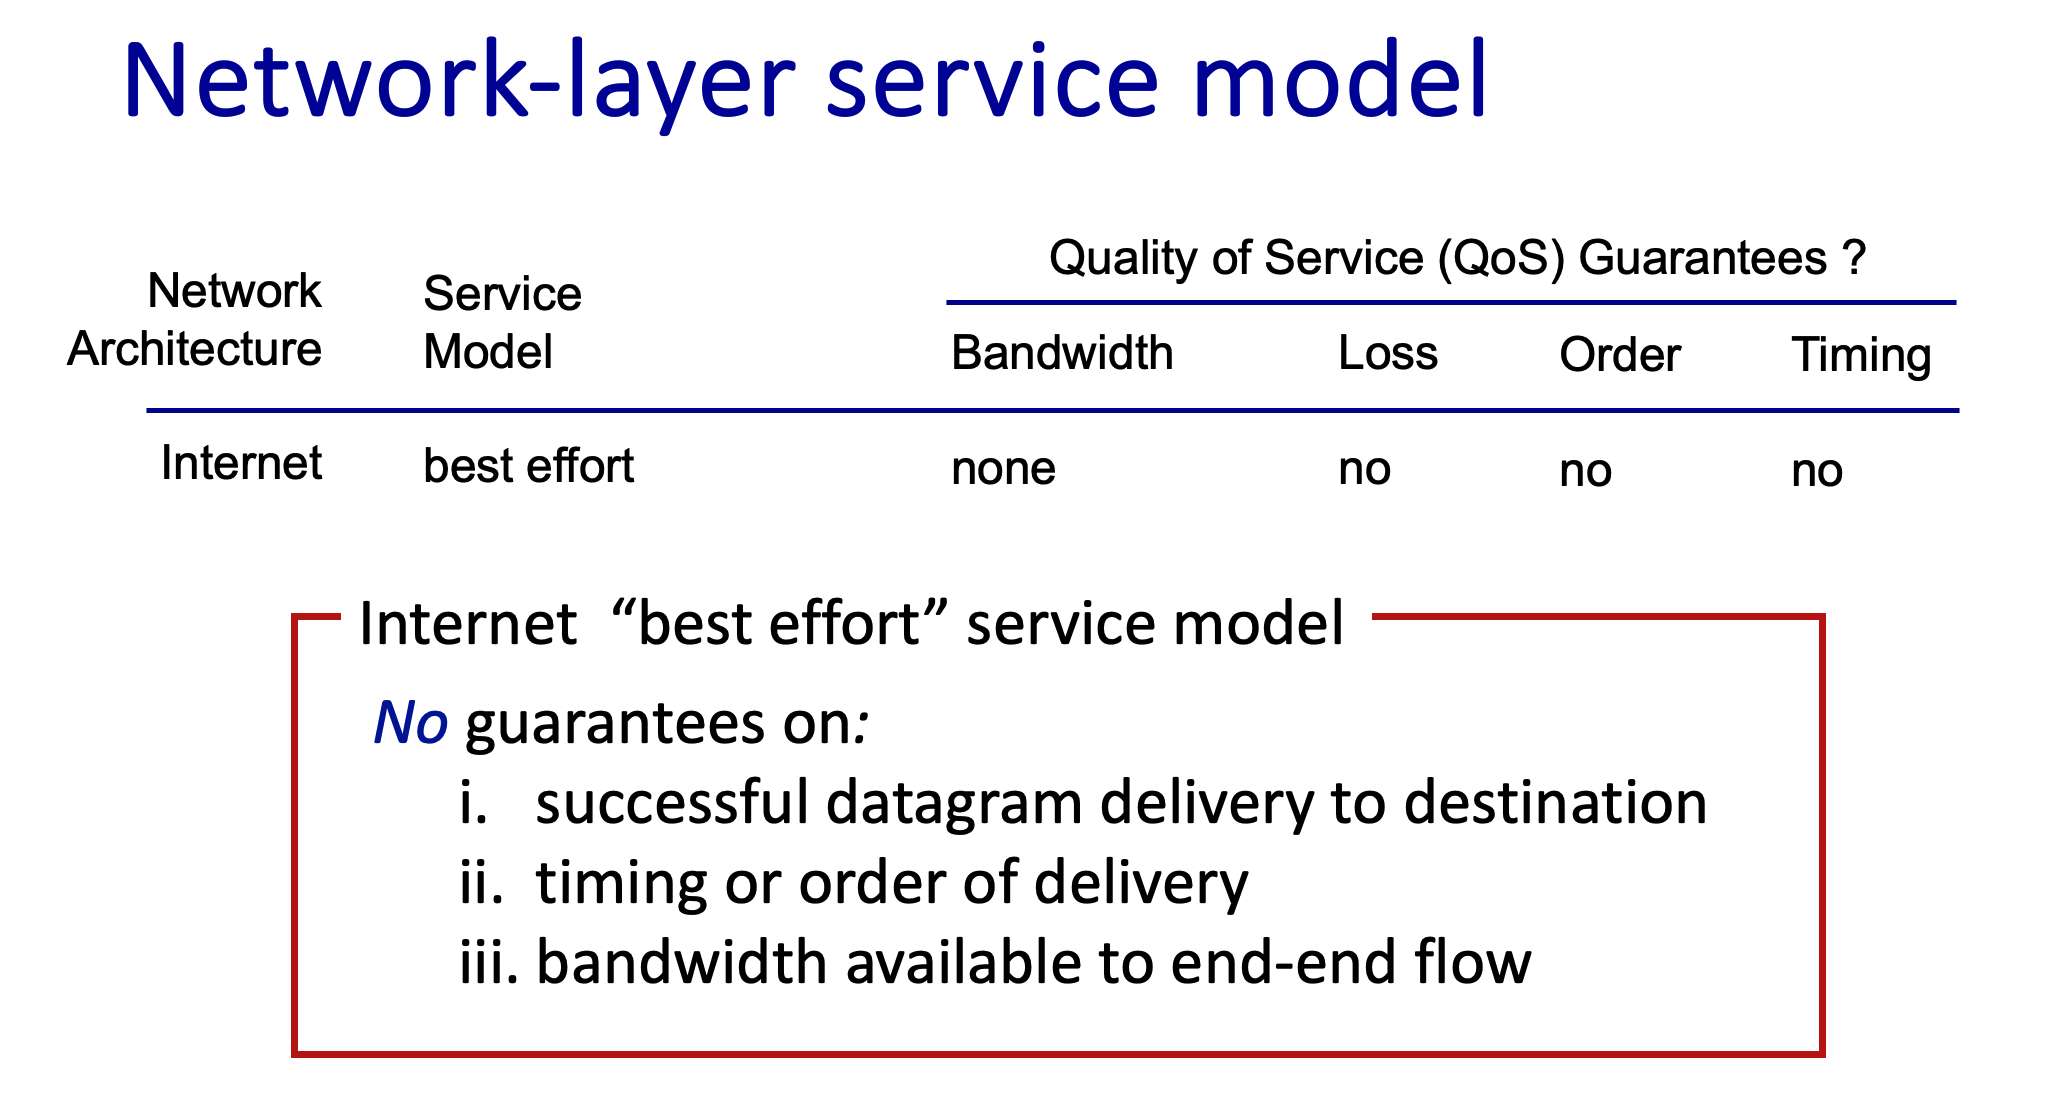 Network-layer service model
Quality of Service (QoS) Guarantees ?
Network Architecture
Service Model
Bandwidth Loss Order Timing
Internet best effort none no no no
Internet “best effort” service model
No guarantees on:
i. successful datagram delivery to destination
ii. timing or order of delivery
iii. bandwidth available to end-end flow